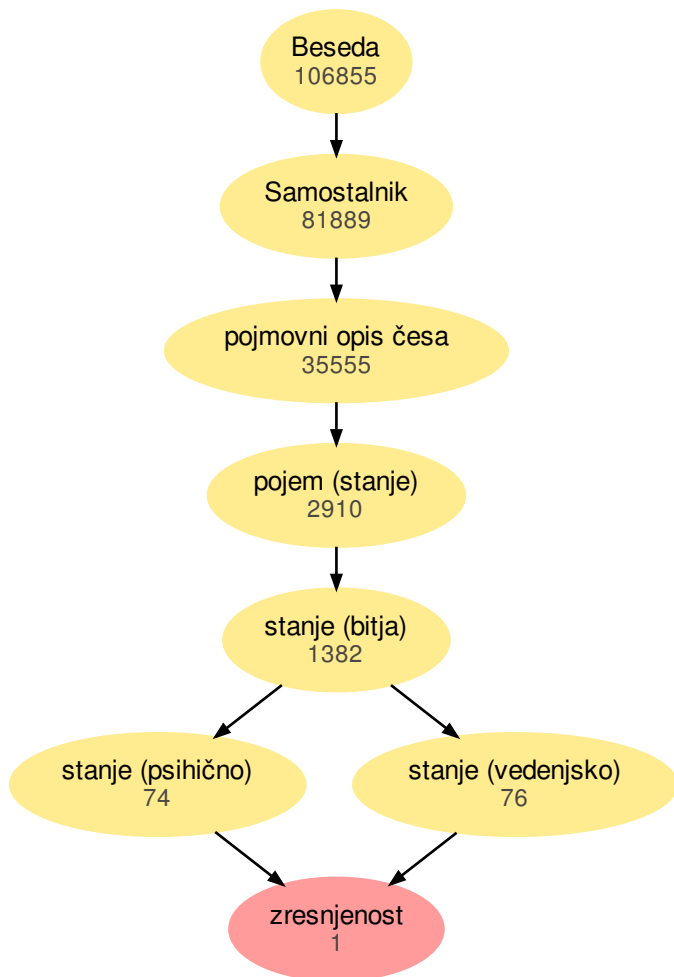 Beseda
106855
Samostalnik
81889
pojmovni opis česa
35555
pojem (stanje)
2910
stanje (bitja)
1382
stanje (psihično)
74
stanje (vedenjsko)
76
zresnjenost
1